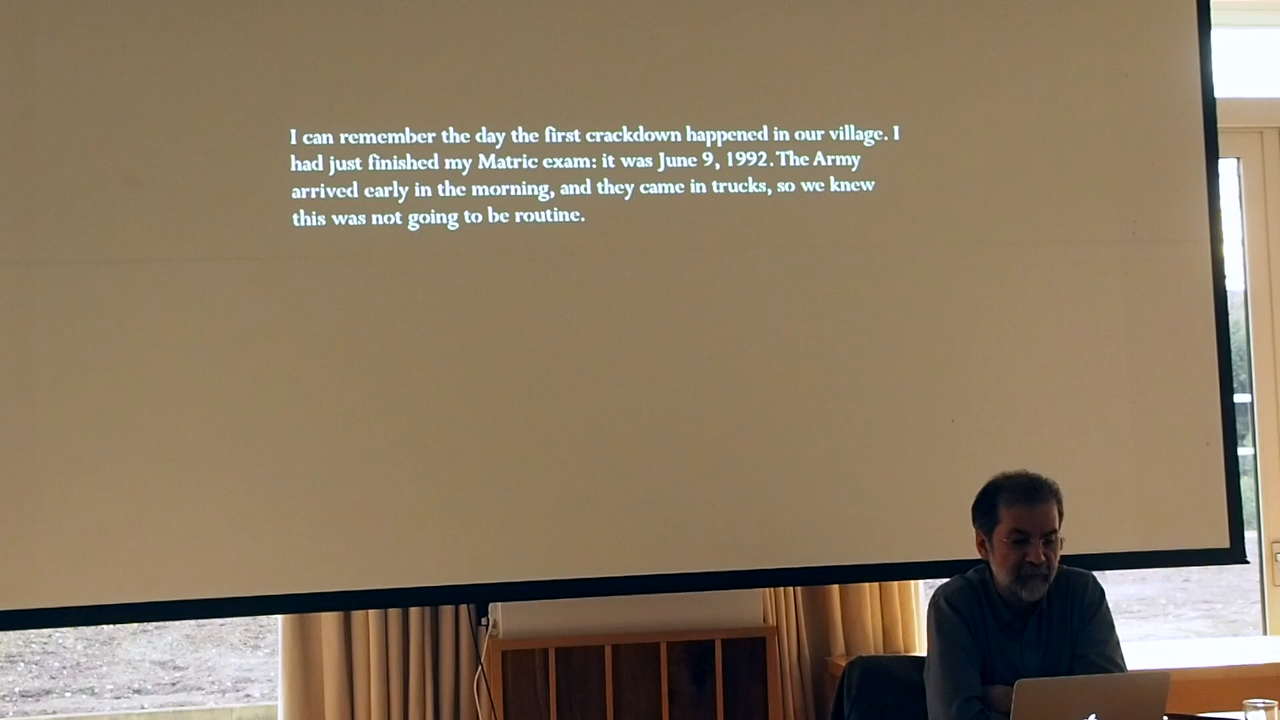 I can remember the day the first crackdown happened in our village. I
had just finished my Matric exam: it was June 9, 1992. The Army
arrived early in the morning, and they came in trucks, so we knew
this was not going to be routine.